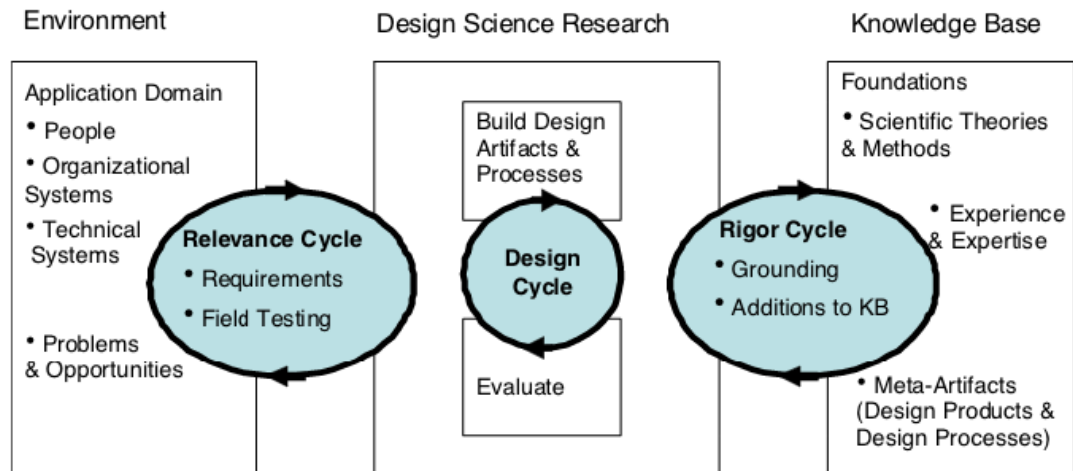 Environment
Design Science Research
Knowledge Base
Application Domain
• People
• Organizational
Systems
• Technical
Systems
• Problems
& Opportunities
Relevance Cycle
• Requirements
• Field Testing
Build Design
Artifacts &
Processes
Design
Cycle
Evaluate
Rigor Cycle
• Grounding
• Additions to KB
Foundations
• Scientific Theories
& Methods
• Experience
& Expertise
• Meta-Artifacts
(Design Products &
Design Processes)